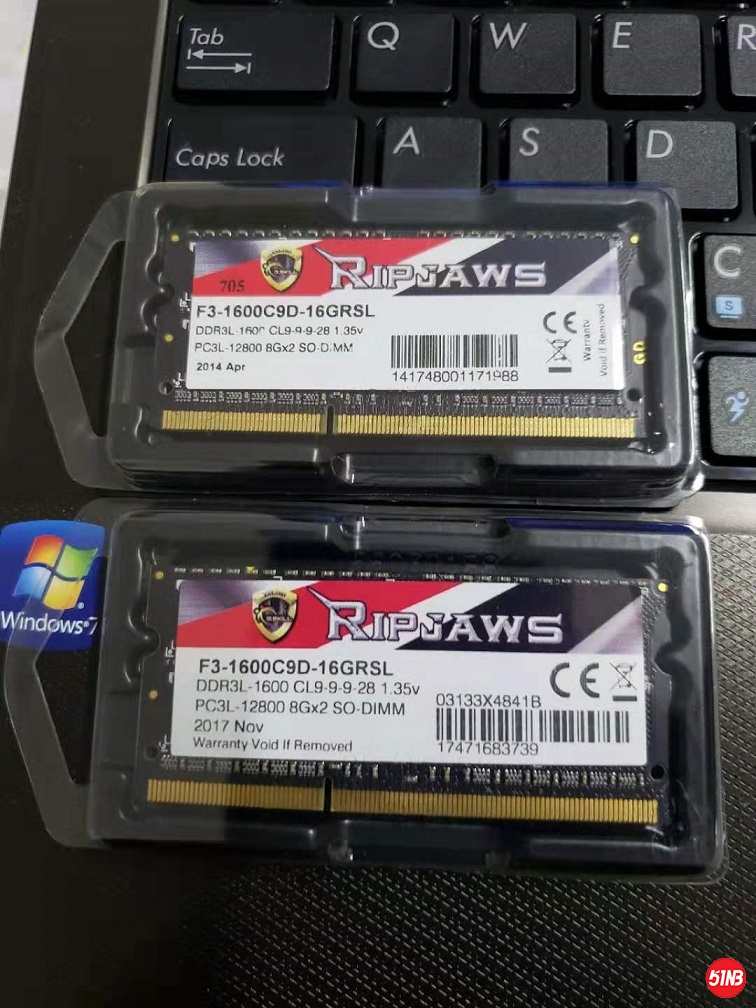 Tab
Q
W
E
R
Caps Lock
A
S
D
C
S
705
RIPJAWS
F3-1600C9D-16GRSL
DDR3L-1600 CL9-9-9-28 1.35v
PC3L-12800 8Gx2 SO-DIMM
2014 Apr
141748001171988
CE
Warranty
Void if Removed
GD
Windows 7
RIPJAWS
F3-1600C9D-16GRSL
DDR3L-1600 CL9-9-9-28 1.35v
PC3L-12800 8Gx2 SO-DIMM
2017 Nov
Warranty Void If Removed
03133X4841B
17471683739
CE
51NB